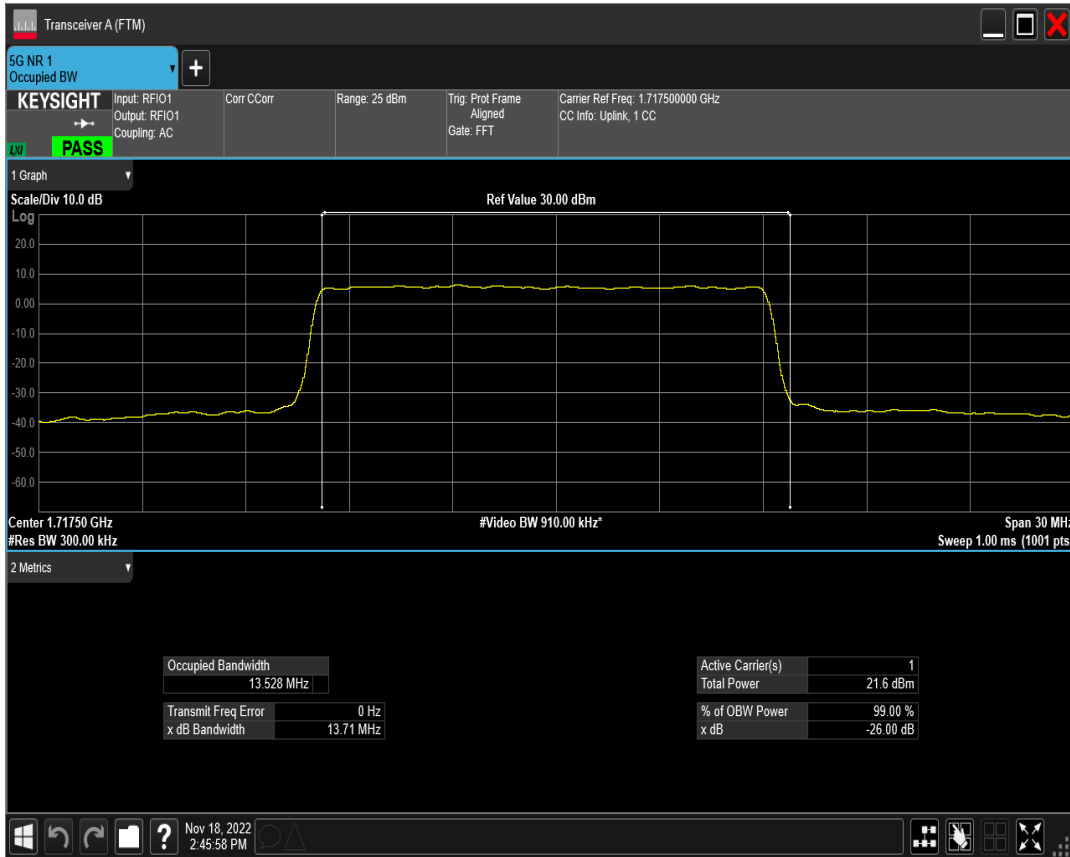 Transceiver A (FTM)
5G NR 1
Occupied BW
+
KEYSIGHT
LXI
PASS
Input: RFIO1
Output: RFIO1
Coupling: AC
Corr CCorr
Range: 25 dBm
Trig: Prot Frame
Aligned
Gate: FFT
Carrier Ref Freq: 1.717500000 GHz
CC Info: Uplink, 1 CC
1 Graph
Scale/Div 10.0 dB
Ref Value 30.00 dBm
Log
20.0
10.0
0.00
-10.0
-20.0
-30.0
-40.0
-50.0
-60.0
Center 1.71750 GHz
#Video BW 910.00 kHz*
Span 30 MHz
#Res BW 300.00 kHz
Sweep 1.00 ms (1001 pts
2 Metrics
Occupied Bandwidth
13.528 MHz
Transmit Freq Error 0 Hz
x dB Bandwidth 13.71 MHz
Active Carrier(s) 1
Total Power 21.6 dBm
% of OBW Power 99.00 %
x dB -26.00 dB
?
Nov 18, 2022
2:45:58 PM